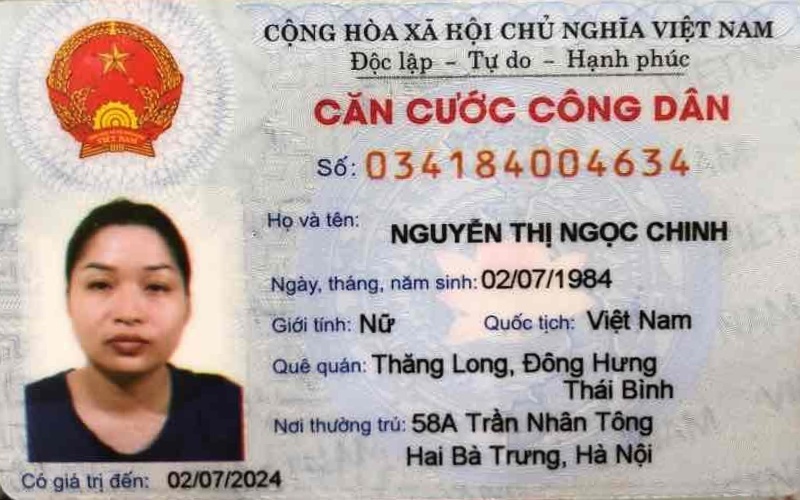 CỘNG HÒA XÃ HỘI CHỦ NGHĨA VIỆT NAM
Độc lập - Tự do - Hạnh phúc
CĂN CƯỚC CÔNG DÂN
Số: 034184004634
Họ và tên: NGUYỄN THỊ NGỌC CHINH
Ngày, tháng, năm sinh: 02/07/1984
Giới tính: Nữ Quốc tịch: Việt Nam
Quê quán: Thăng Long, Đông Hưng
Thái Bình
Nơi thường trú: 58A Trần Nhân Tông
Hai Bà Trưng, Hà Nội
Có giá trị đến: 02/07/2024